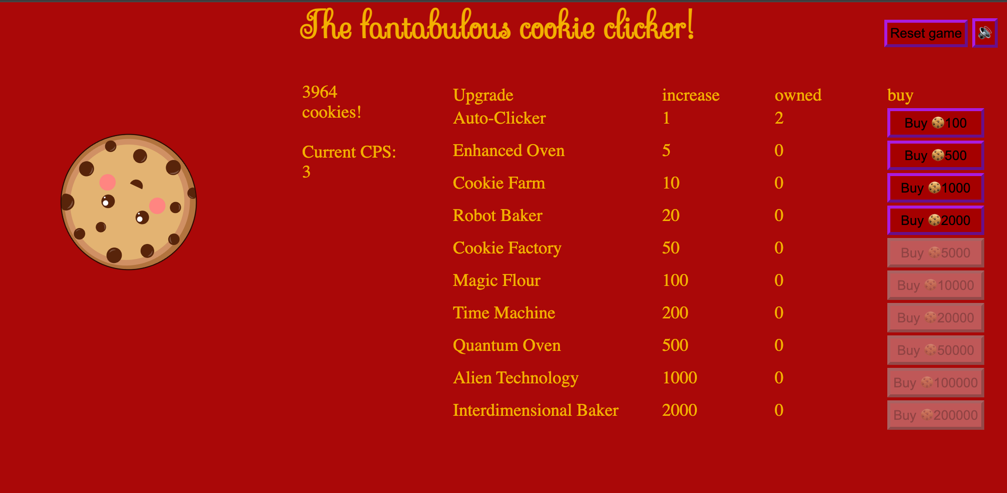 The fantabulous cookie clicker!
Reset game
3964
cookies!
Current CPS:
3
Upgrade increase owned buy
Auto-Clicker 1 2 Buy 🍪100
Enhanced Oven 5 0 Buy 🍪500
Cookie Farm 10 0 Buy 🍪1000
Robot Baker 20 0 Buy 🍪2000
Cookie Factory 50 0 Buy 🍪5000
Magic Flour 100 0 Buy 🍪10000
Time Machine 200 0 Buy 🍪20000
Quantum Oven 500 0 Buy 🍪50000
Alien Technology 1000 0 Buy 🍪100000
Interdimensional Baker 2000 0 Buy 🍪200000